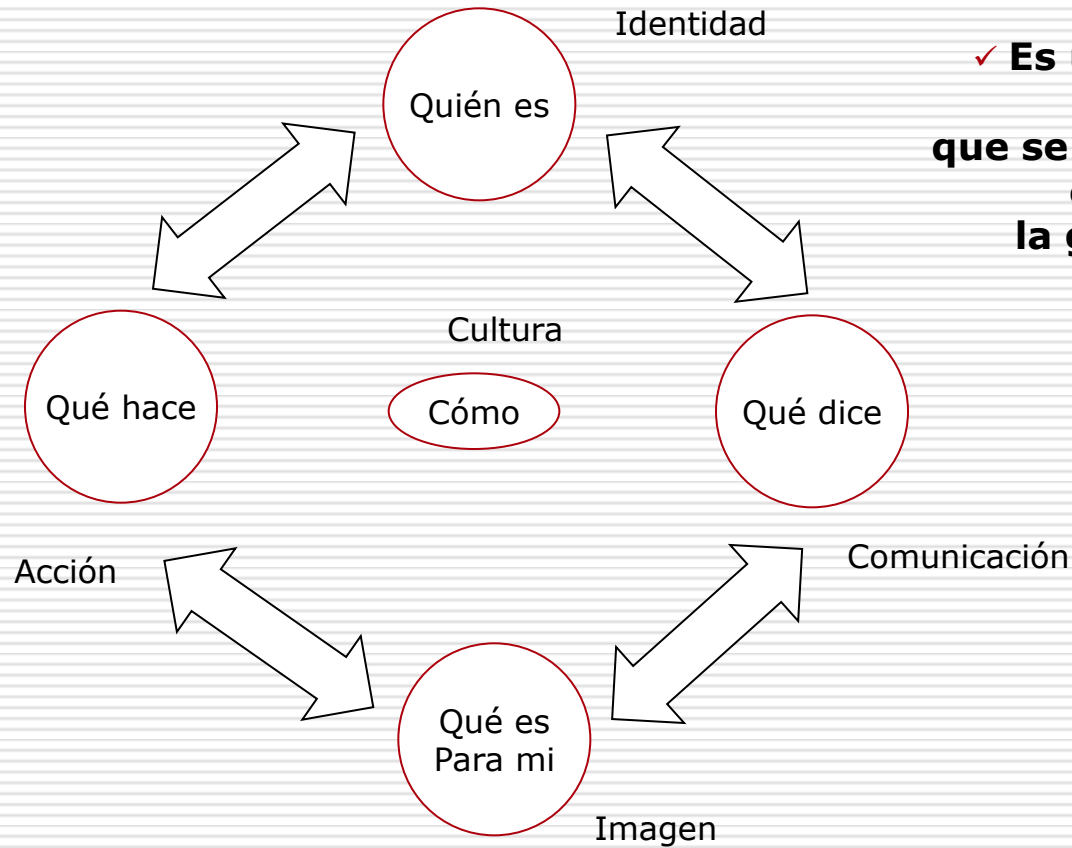 Identidad
✓ Es
Quién es
que se
la
Cultura
Qué hace
Cómo
Qué dice
Acción
Comunicación
Qué es
Para mi
Imagen